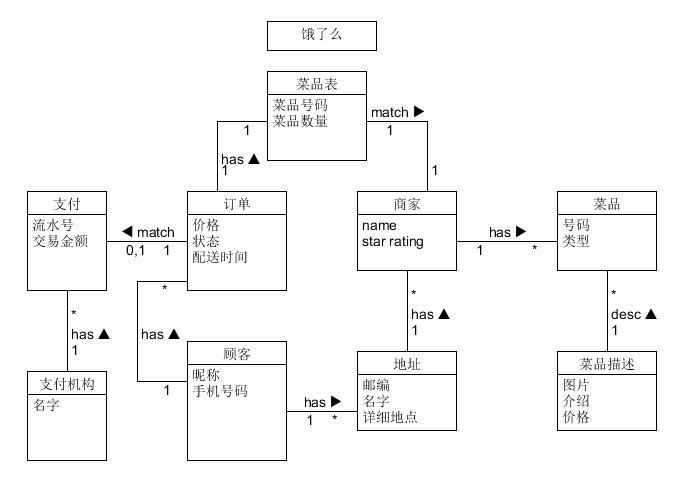 饿了么
菜品表
菜品号码
菜品数量
match ▶
1
1
has ▲
1
1
支付
流水号
交易金额
◀ match
0,1
1
订单
价格
状态
配送时间
商家
name
star rating
has ▶
1
*
菜品
号码
类型
*
has ▲
1
*
has ▲
1
*
has ▲
1
*
desc ▲
1
支付机构
名字
顾客
昵称
手机号码
has ▶
1
*
地址
邮编
名字
详细地点
菜品描述
图片
介绍
价格